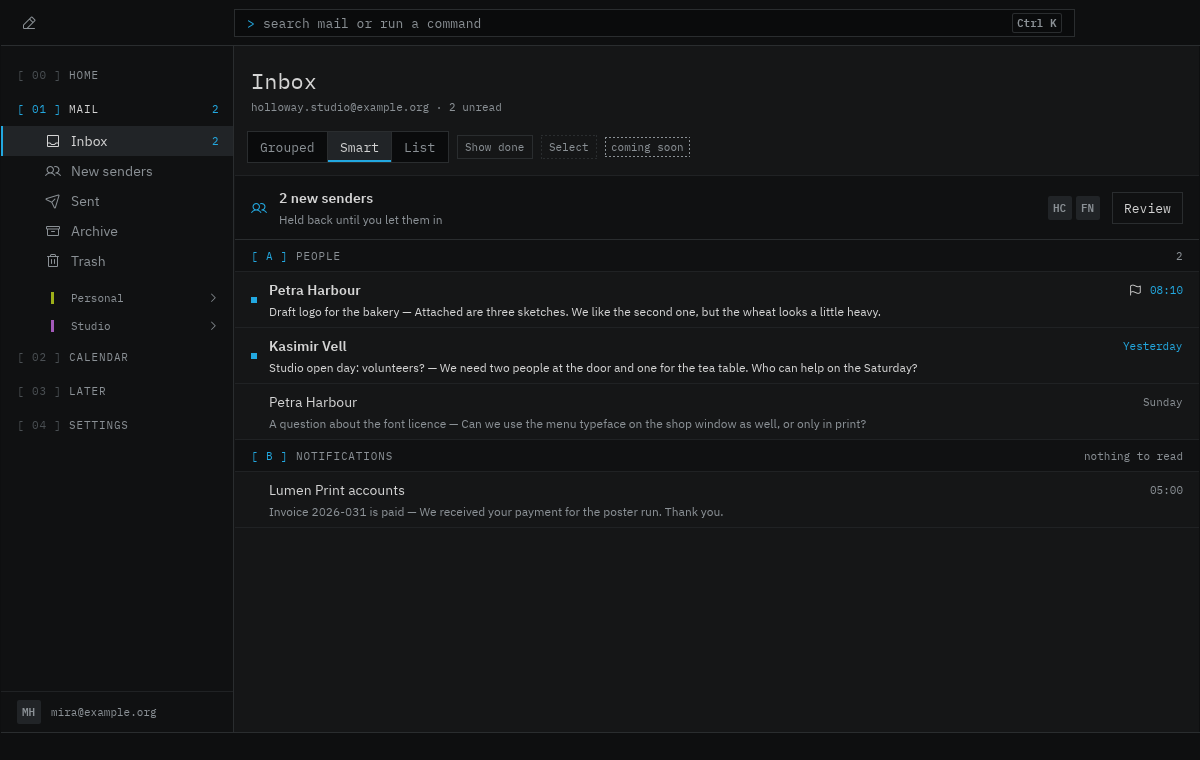 > search mail or run a command Ctrl K
[ 00 ] HOME
[ 01 ] MAIL 2
Inbox 2
New senders
Sent
Archive
Trash
Personal
Studio
[ 02 ] CALENDAR
[ 03 ] LATER
[ 04 ] SETTINGS
MH mira@example.org
Inbox
holloway.studio@example.org · 2 unread
Grouped Smart List Show done Select coming soon
2 new senders
Held back until you let them in
HC FN Review
[ A ] PEOPLE 2
Petra Harbour 08:10
Draft logo for the bakery — Attached are three sketches. We like the second one, but the wheat looks a little heavy.
Kasimir Vell Yesterday
Studio open day: volunteers? — We need two people at the door and one for the tea table. Who can help on the Saturday?
Petra Harbour Sunday
A question about the font licence — Can we use the menu typeface on the shop window as well, or only in print?
[ B ] NOTIFICATIONS nothing to read
Lumen Print accounts 05:00
Invoice 2026-031 is paid — We received your payment for the poster run. Thank you.